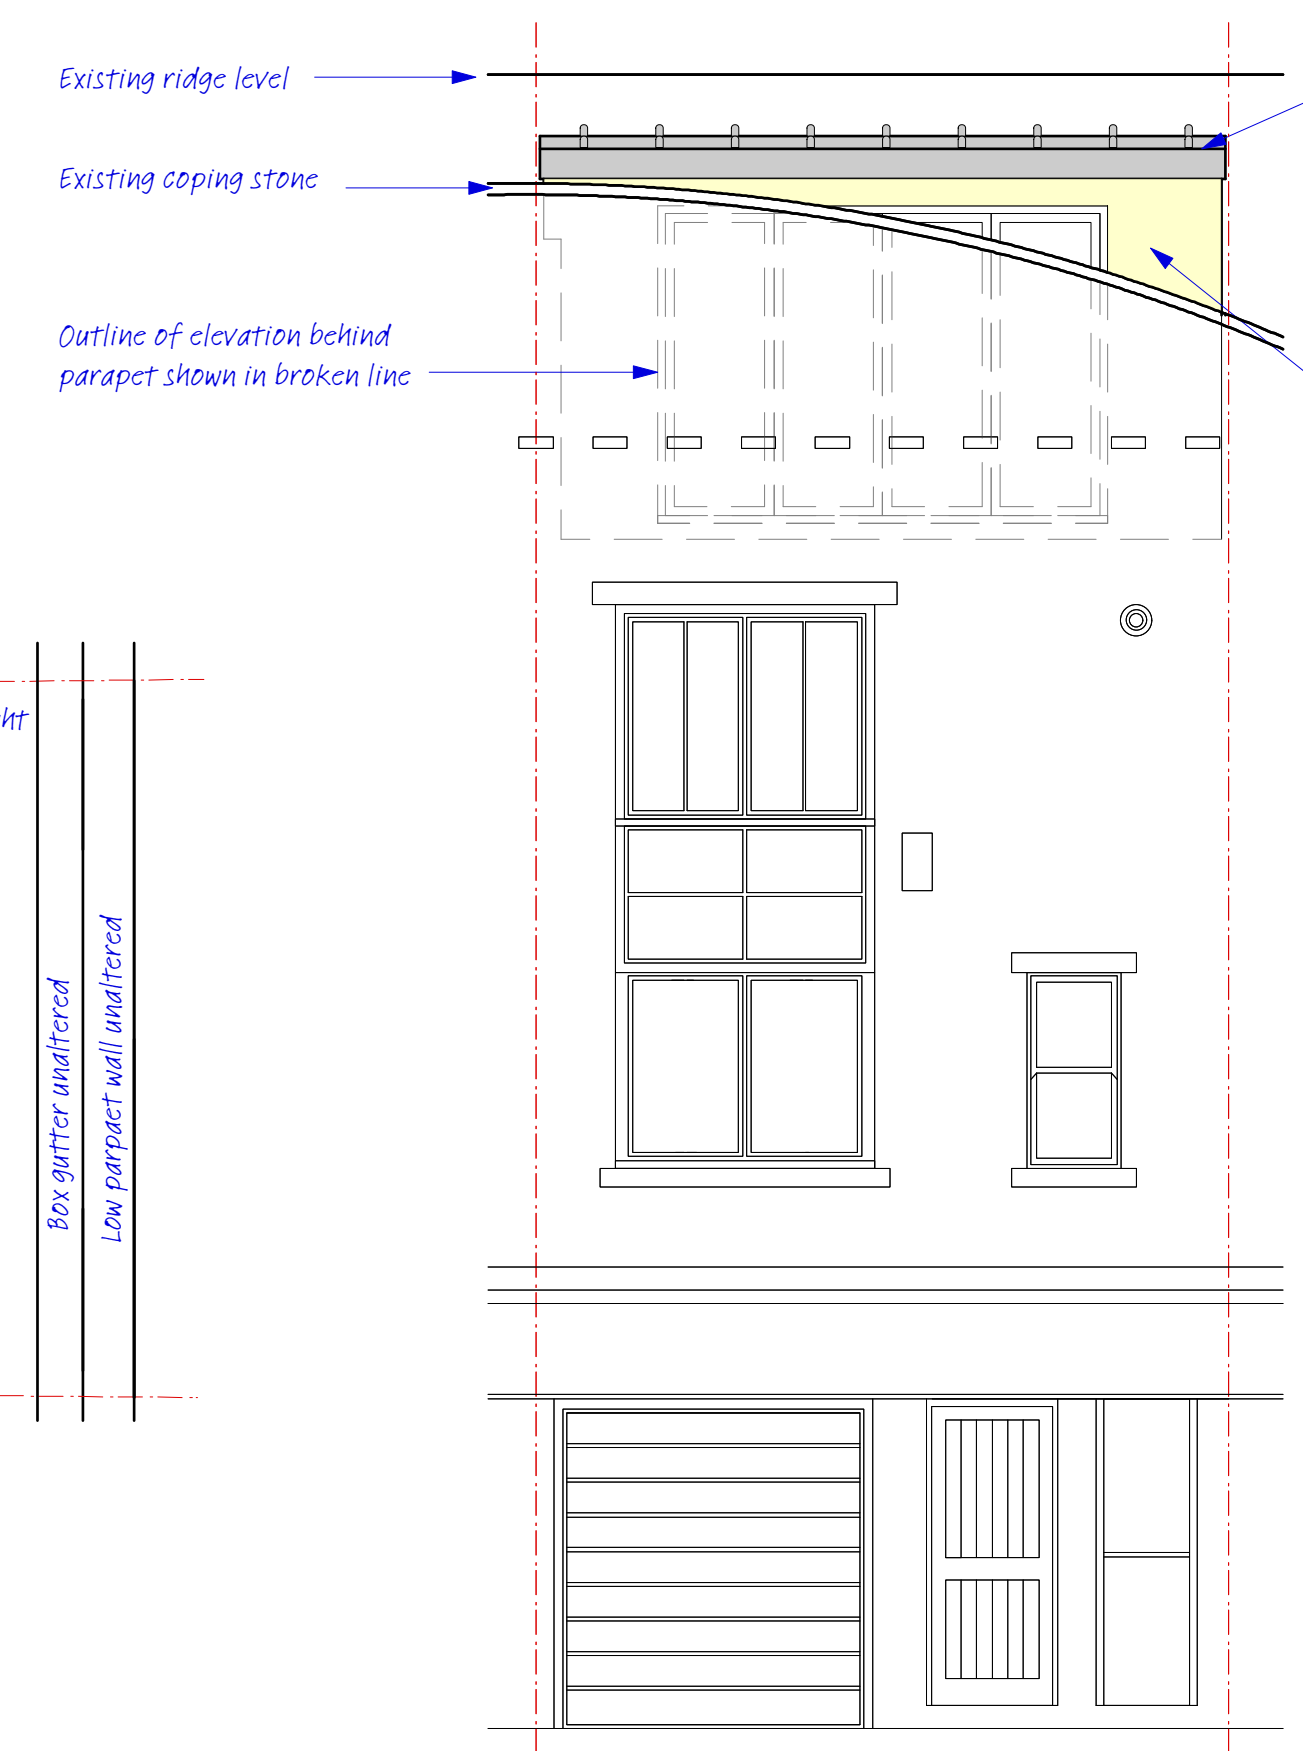 Existing ridge level
Existing coping stone
Outline of elevation behind
parapet shown in broken line
ht
Box gutter unaltered
Low parpaet wall unaltered